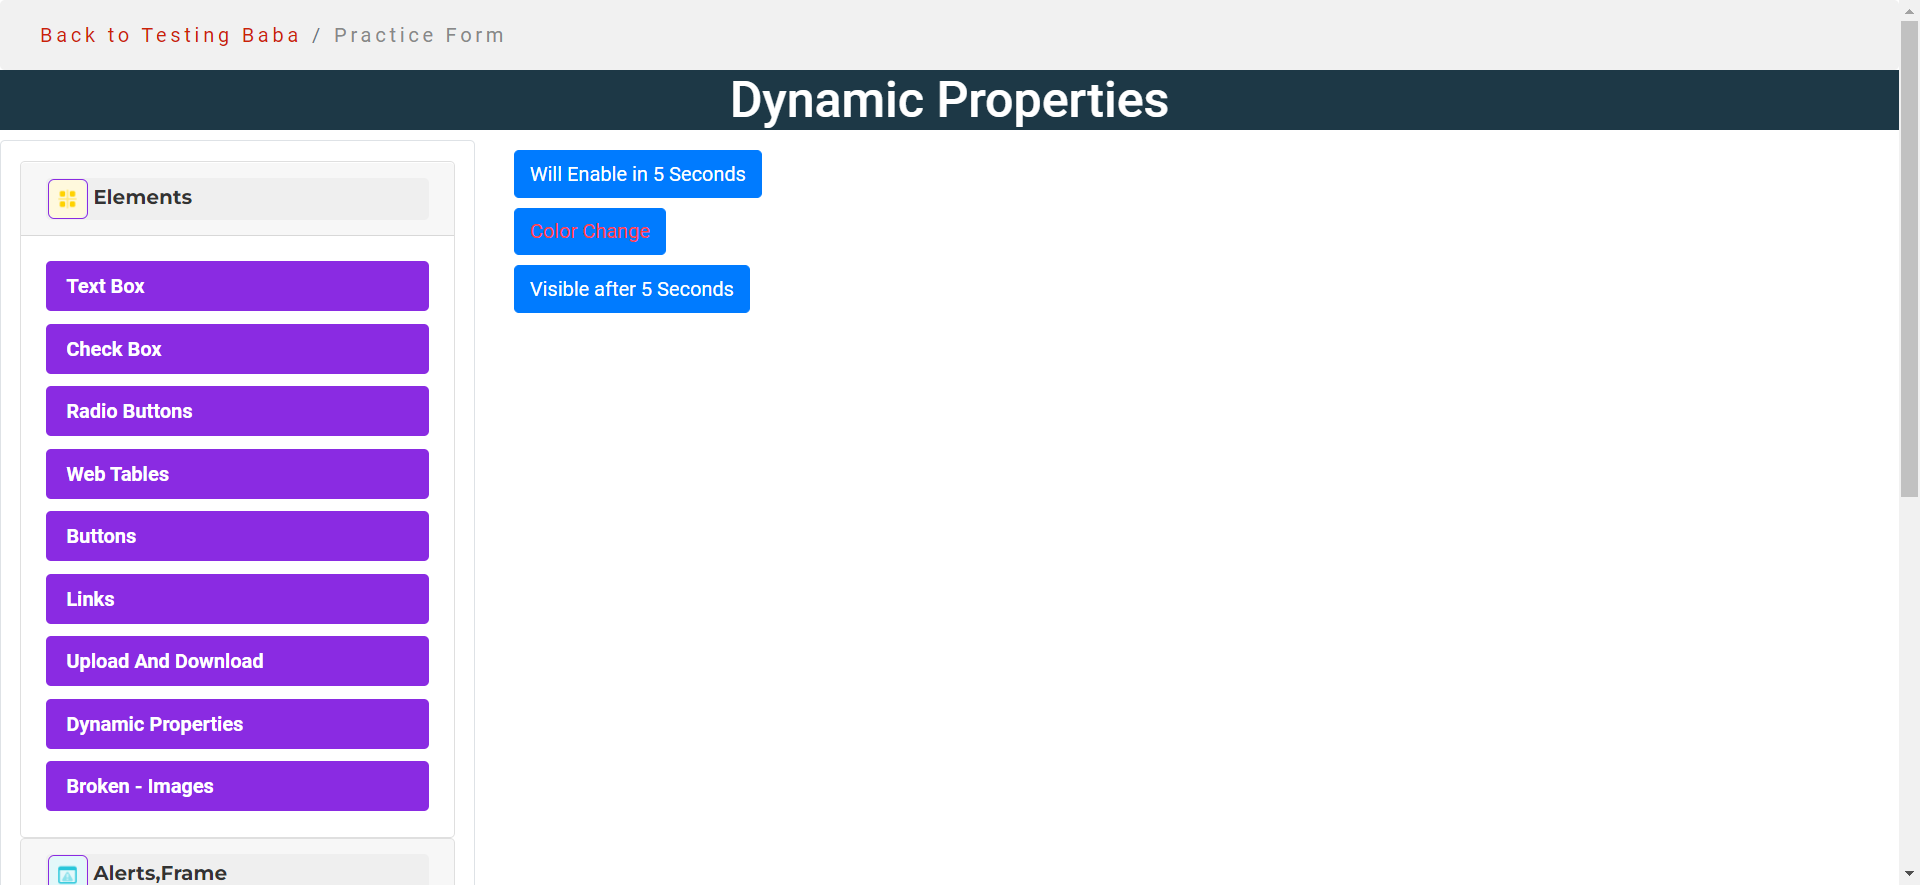 Back to Testing Baba / Practice Form
Dynamic Properties
Elements
Text Box
Check Box
Radio Buttons
Web Tables
Buttons
Links
Upload And Download
Dynamic Properties
Broken - Images
Alerts,Frame
Will Enable in 5 Seconds
Color Change
Visible after 5 Seconds